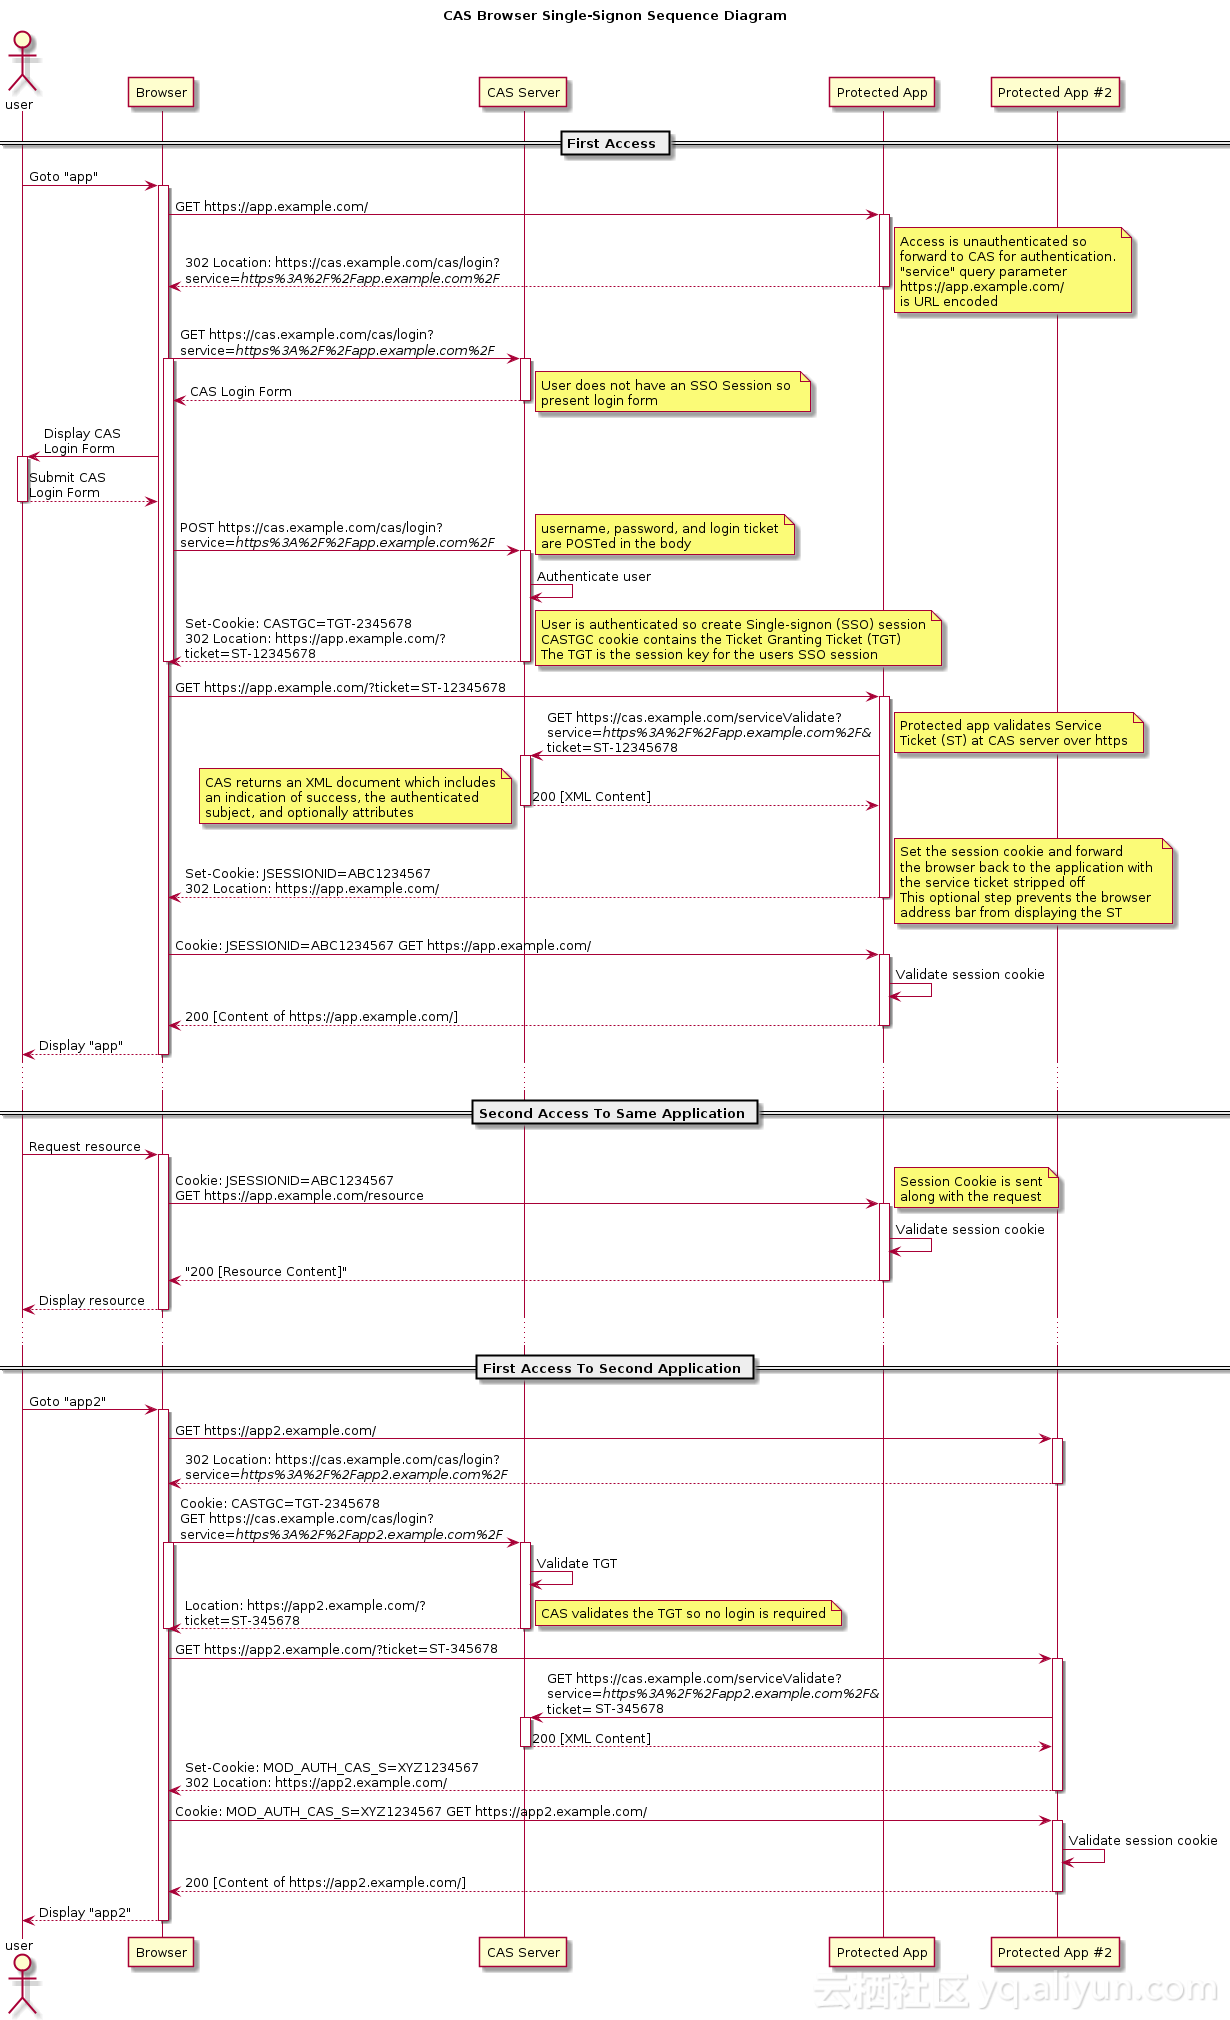 CAS Browser Single-Signon Sequence Diagram
user
Browser
CAS Server
Protected App
Protected App #2
First Access
Goto "app"
GET https://app.example.com/
Access is unauthenticated so
forward to CAS for authentication.
"service" query parameter
https://app.example.com/
is URL encoded
302 Location: https://cas.example.com/cas/login?
service=https%3A%2F%2Fapp.example.com%2F
GET https://cas.example.com/cas/login?
service=https%3A%2F%2Fapp.example.com%2F
User does not have an SSO Session so
present login form
CAS Login Form
Display CAS
Login Form
Submit CAS
Login Form
username, password, and login ticket
are POSTed in the body
POST https://cas.example.com/cas/login?
service=https%3A%2F%2Fapp.example.com%2F
Authenticate user
User is authenticated so create Single-signon (SSO) session
CASTGC cookie contains the Ticket Granting Ticket (TGT)
The TGT is the session key for the users SSO session
Set-Cookie: CASTGC=TGT-2345678
302 Location: https://app.example.com/?
ticket=ST-12345678
GET https://app.example.com/?ticket=ST-12345678
Protected app validates Service
Ticket (ST) at CAS server over https
GET https://cas.example.com/serviceValidate?
service=https%3A%2F%2Fapp.example.com%2F&
ticket=ST-12345678
CAS returns an XML document which includes
an indication of success, the authenticated
subject, and optionally attributes
200 [XML Content]
Set the session cookie and forward
the browser back to the application with
the service ticket stripped off
This optional step prevents the browser
address bar from displaying the ST
Set-Cookie: JSESSIONID=ABC1234567
302 Location: https://app.example.com/
Cookie: JSESSIONID=ABC1234567 GET https://app.example.com/
Validate session cookie
200 [Content of https://app.example.com/]
Display "app"
Second Access To Same Application
Request resource
Cookie: JSESSIONID=ABC1234567
GET https://app.example.com/resource
Session Cookie is sent
along with the request
Validate session cookie
"200 [Resource Content]"
Display resource
First Access To Second Application
Goto "app2"
GET https://app2.example.com/
302 Location: https://cas.example.com/cas/login?
service=https%3A%2F%2Fapp2.example.com%2F
Cookie: CASTGC=TGT-2345678
GET https://cas.example.com/cas/login?
service=https%3A%2F%2Fapp2.example.com%2F
Validate TGT
CAS validates the TGT so no login is required
Location: https://app2.example.com/?
ticket=ST-345678
GET https://app2.example.com/?ticket=ST-345678
GET https://cas.example.com/serviceValidate?
service=https%3A%2F%2Fapp2.example.com%2F&
ticket= ST-345678
200 [XML Content]
Set-Cookie: MOD_AUTH_CAS_S=XYZ1234567
302 Location: https://app2.example.com/
Cookie: MOD_AUTH_CAS_S=XYZ1234567 GET https://app2.example.com/
Validate session cookie
200 [Content of https://app2.example.com/]
Display "app2"
user
Browser
CAS Server
Protected App
Protected App #2
云栖社区 yq.aliyun.com